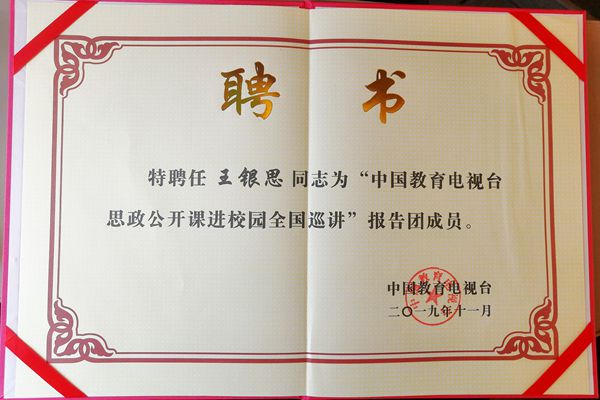 聘书
特聘任 王银思 同志为“中国教育电视台
思政公开课进校园全国巡讲”报告团成员。
中国教育电视台
二〇一九年十一月